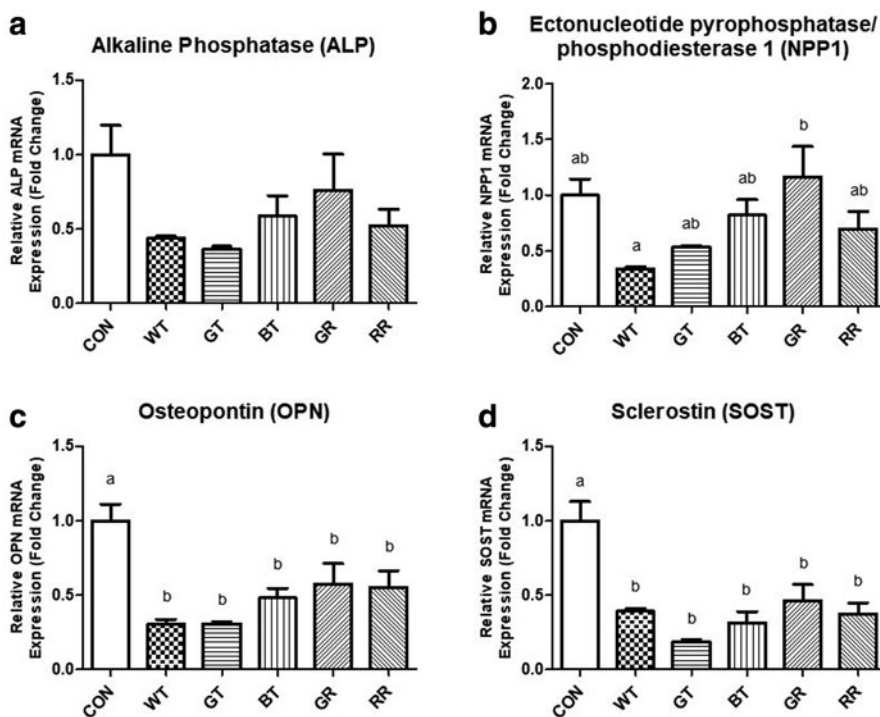 a
Alkaline Phosphatase (ALP)
Relative ALP mRNA
Expression (Fold Change)
1.5
1.0
0.5
0.0
CON
WT
GT
BT
GR
RR
b
Ectonucleotide pyrophosphatase/
phosphodiesterase 1 (NPP1)
Relative NPP1 mRNA
Expression (Fold Change)
2.0
1.5
1.0
0.5
0.0
ab
a
ab
ab
b
ab
CON
WT
GT
BT
GR
RR
c
Osteopontin (OPN)
Relative OPN mRNA
Expression (Fold Change)
1.5
1.0
0.5
0.0
a
b
b
b
b
b
CON
WT
GT
BT
GR
RR
d
Sclerostin (SOST)
Relative SOST mRNA
Expression (Fold Change)
1.5
1.0
0.5
0.0
a
b
b
b
b
b
CON
WT
GT
BT
GR
RR